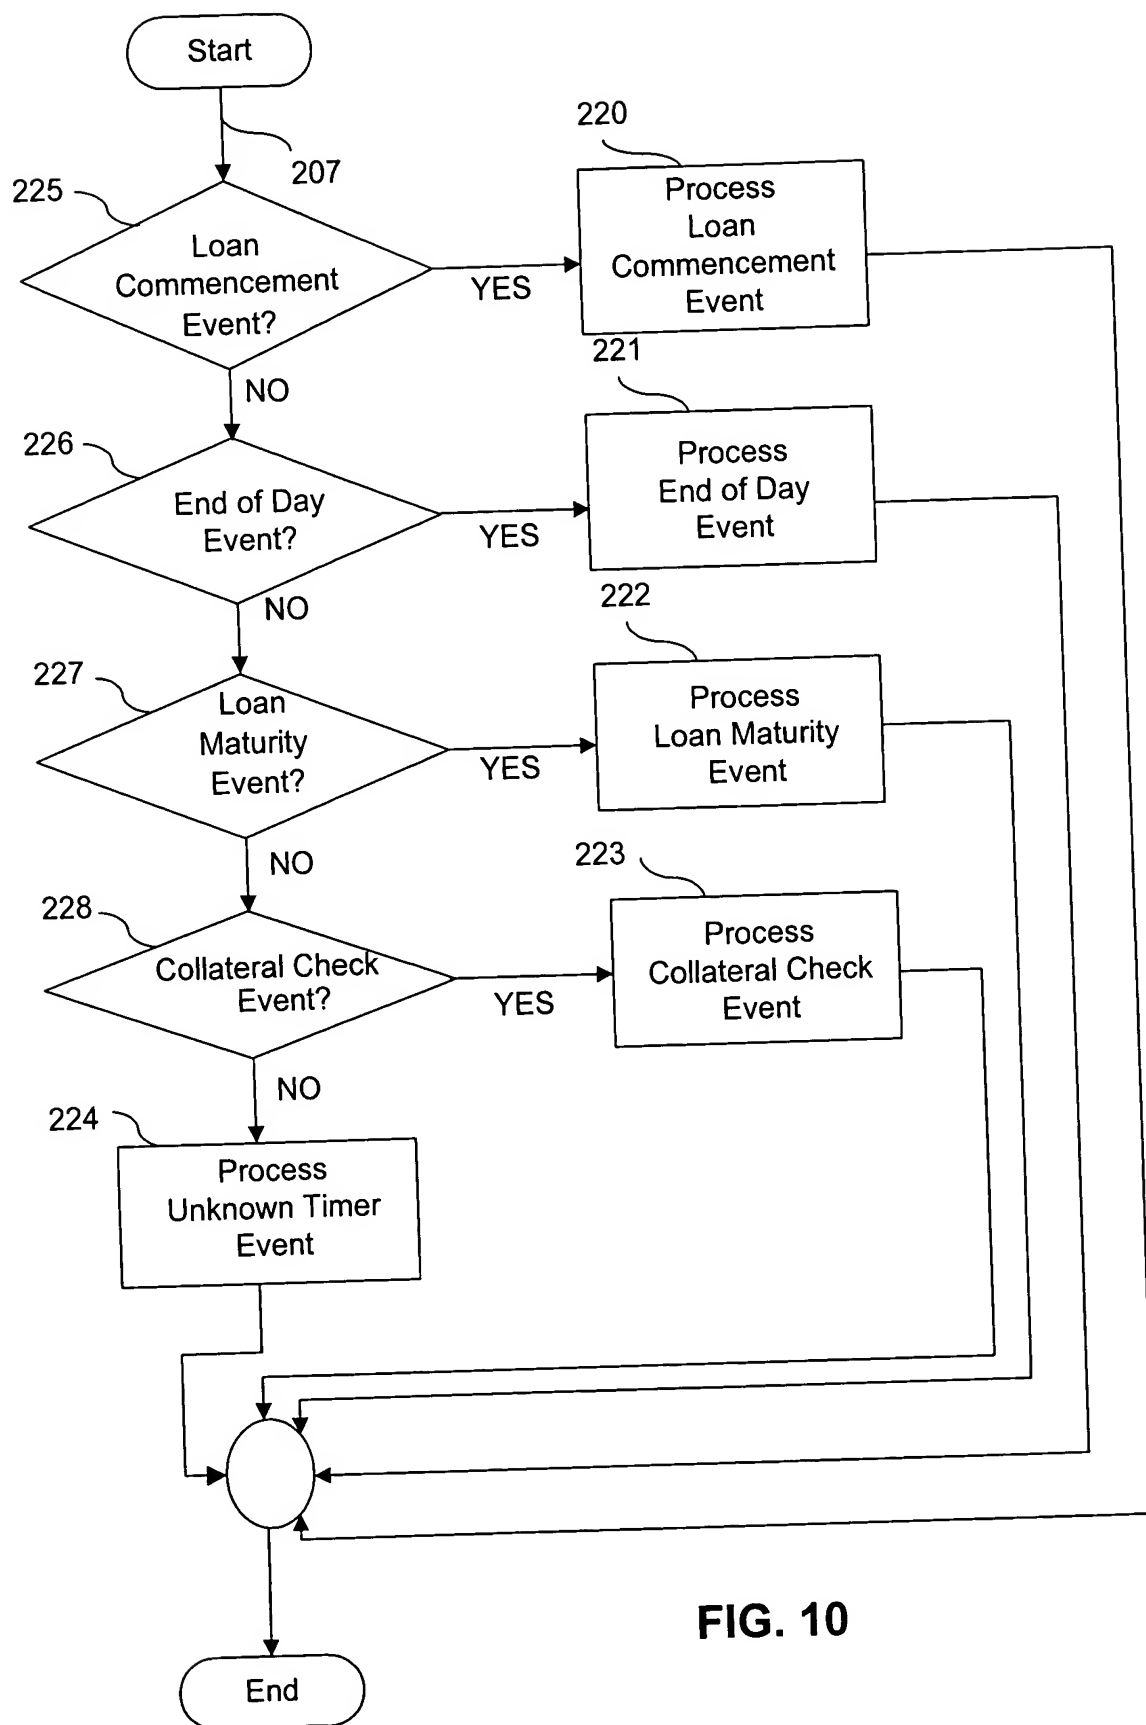 Start
207
220
225
Loan
Commencement
Event?
YES
Process
Loan
Commencement
Event
NO
221
226
End of Day
Event?
YES
Process
End of Day
Event
NO
222
227
Loan
Maturity
Event?
YES
Process
Loan Maturity
Event
NO
223
228
Collateral Check
Event?
YES
Process
Collateral Check
Event
NO
224
Process
Unknown Timer
Event
FIG. 10
End